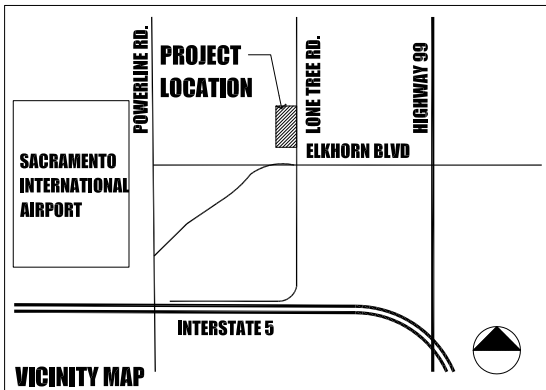 POWERLINE RD.
PROJECT
LOCATION
LONE TREE RD.
HIGHWAY 99
ELKHORN BLVD
SACRAMENTO
INTERNATIONAL
AIRPORT
INTERSTATE 5
VICINITY MAP